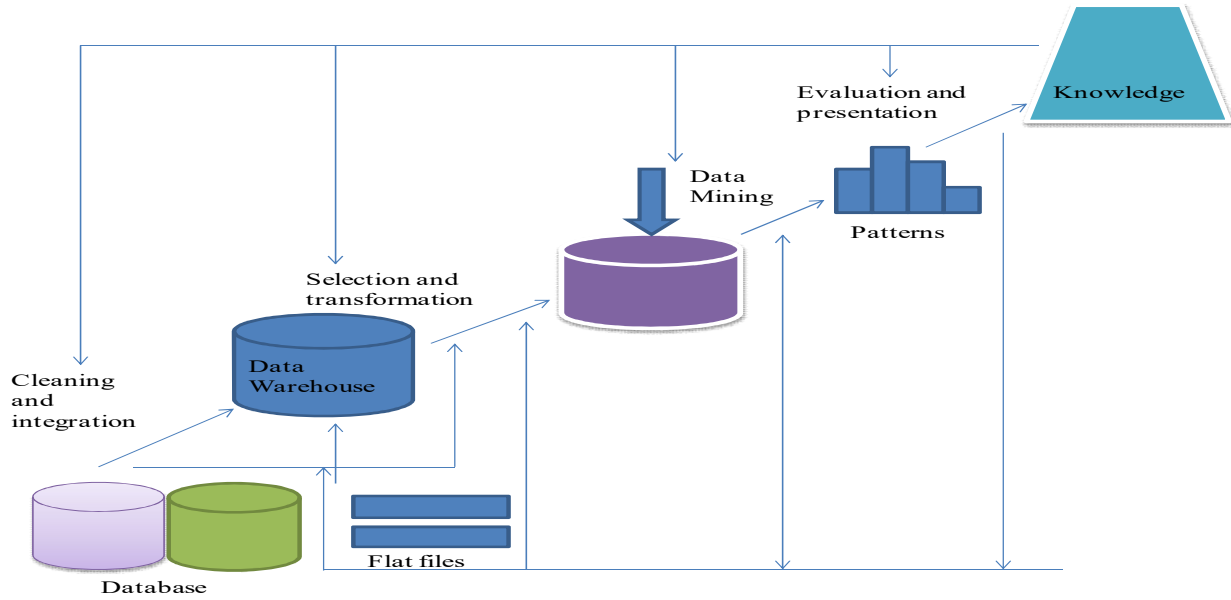 Evaluation and
presentation
Knowledge
Data
Mining
Patterns
Selection and
transformation
Data
Warehouse
Cleaning
and
integration
Flat files
Database